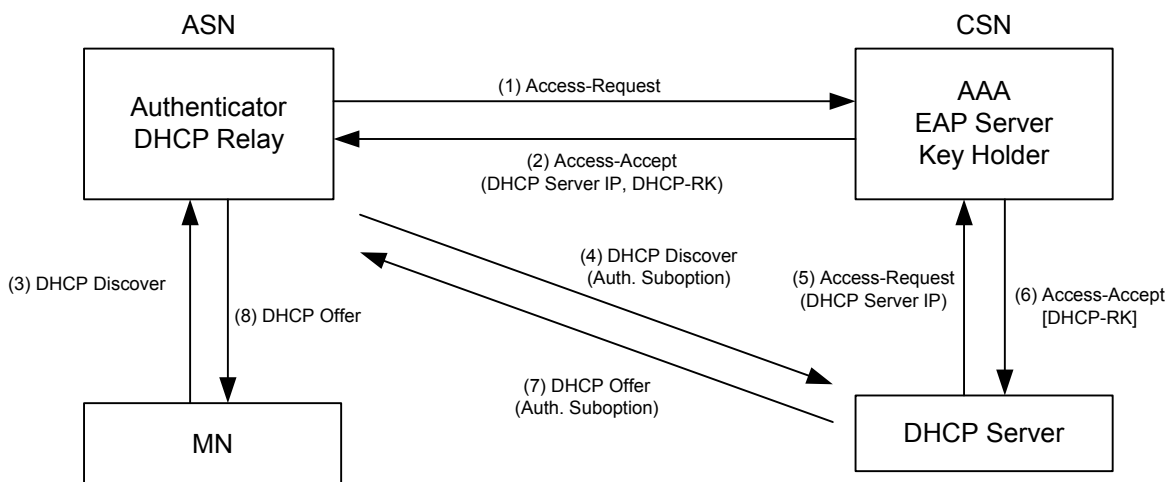 ASN
CSN
Authenticator
DHCP Relay
(1) Access-Request
AAA
EAP Server
Key Holder
(2) Access-Accept
(DHCP Server IP, DHCP-RK)
(3) DHCP Discover
(8) DHCP Offer
(4) DHCP Discover
(Auth. Suboption)
(5) Access-Request
(DHCP Server IP)
(6) Access-Accept
[DHCP-RK]
(7) DHCP Offer
(Auth. Suboption)
MN
DHCP Server